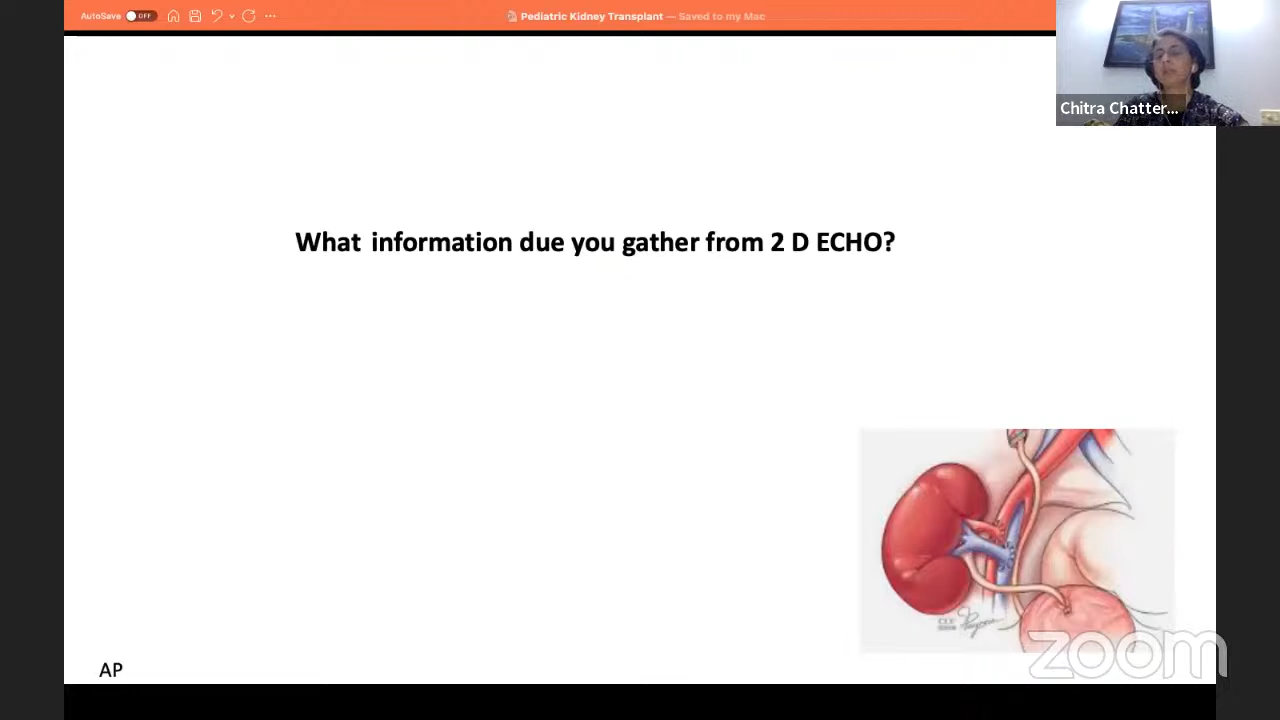 AutoSave OFF
Pediatric Kidney Transplant — Saved to my Mac
Chitra Chatter...
What information due you gather from 2 D ECHO?
AP
zoom